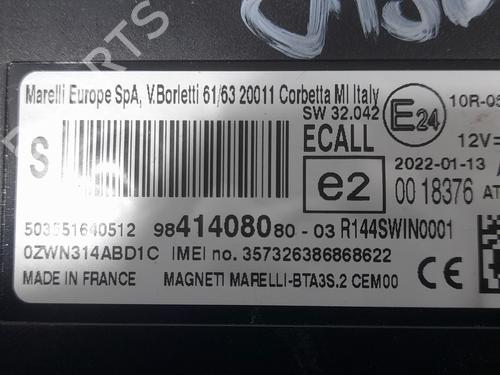 Marelli Europe SpA, V.Borletti 61/63 20011 Corbetta MI Italy
SW 32.042
10R-06
E24
S
ECALL
12V=
e2
2022-01-13
00 18376
503551640512
9841408080-03
R144SWIN0001
0ZWN314ABD1C
IMEI no. 357326386868622
MADE IN FRANCE
MAGNETI MARELLI-BTA3S.2 CEM00
B-PARTS